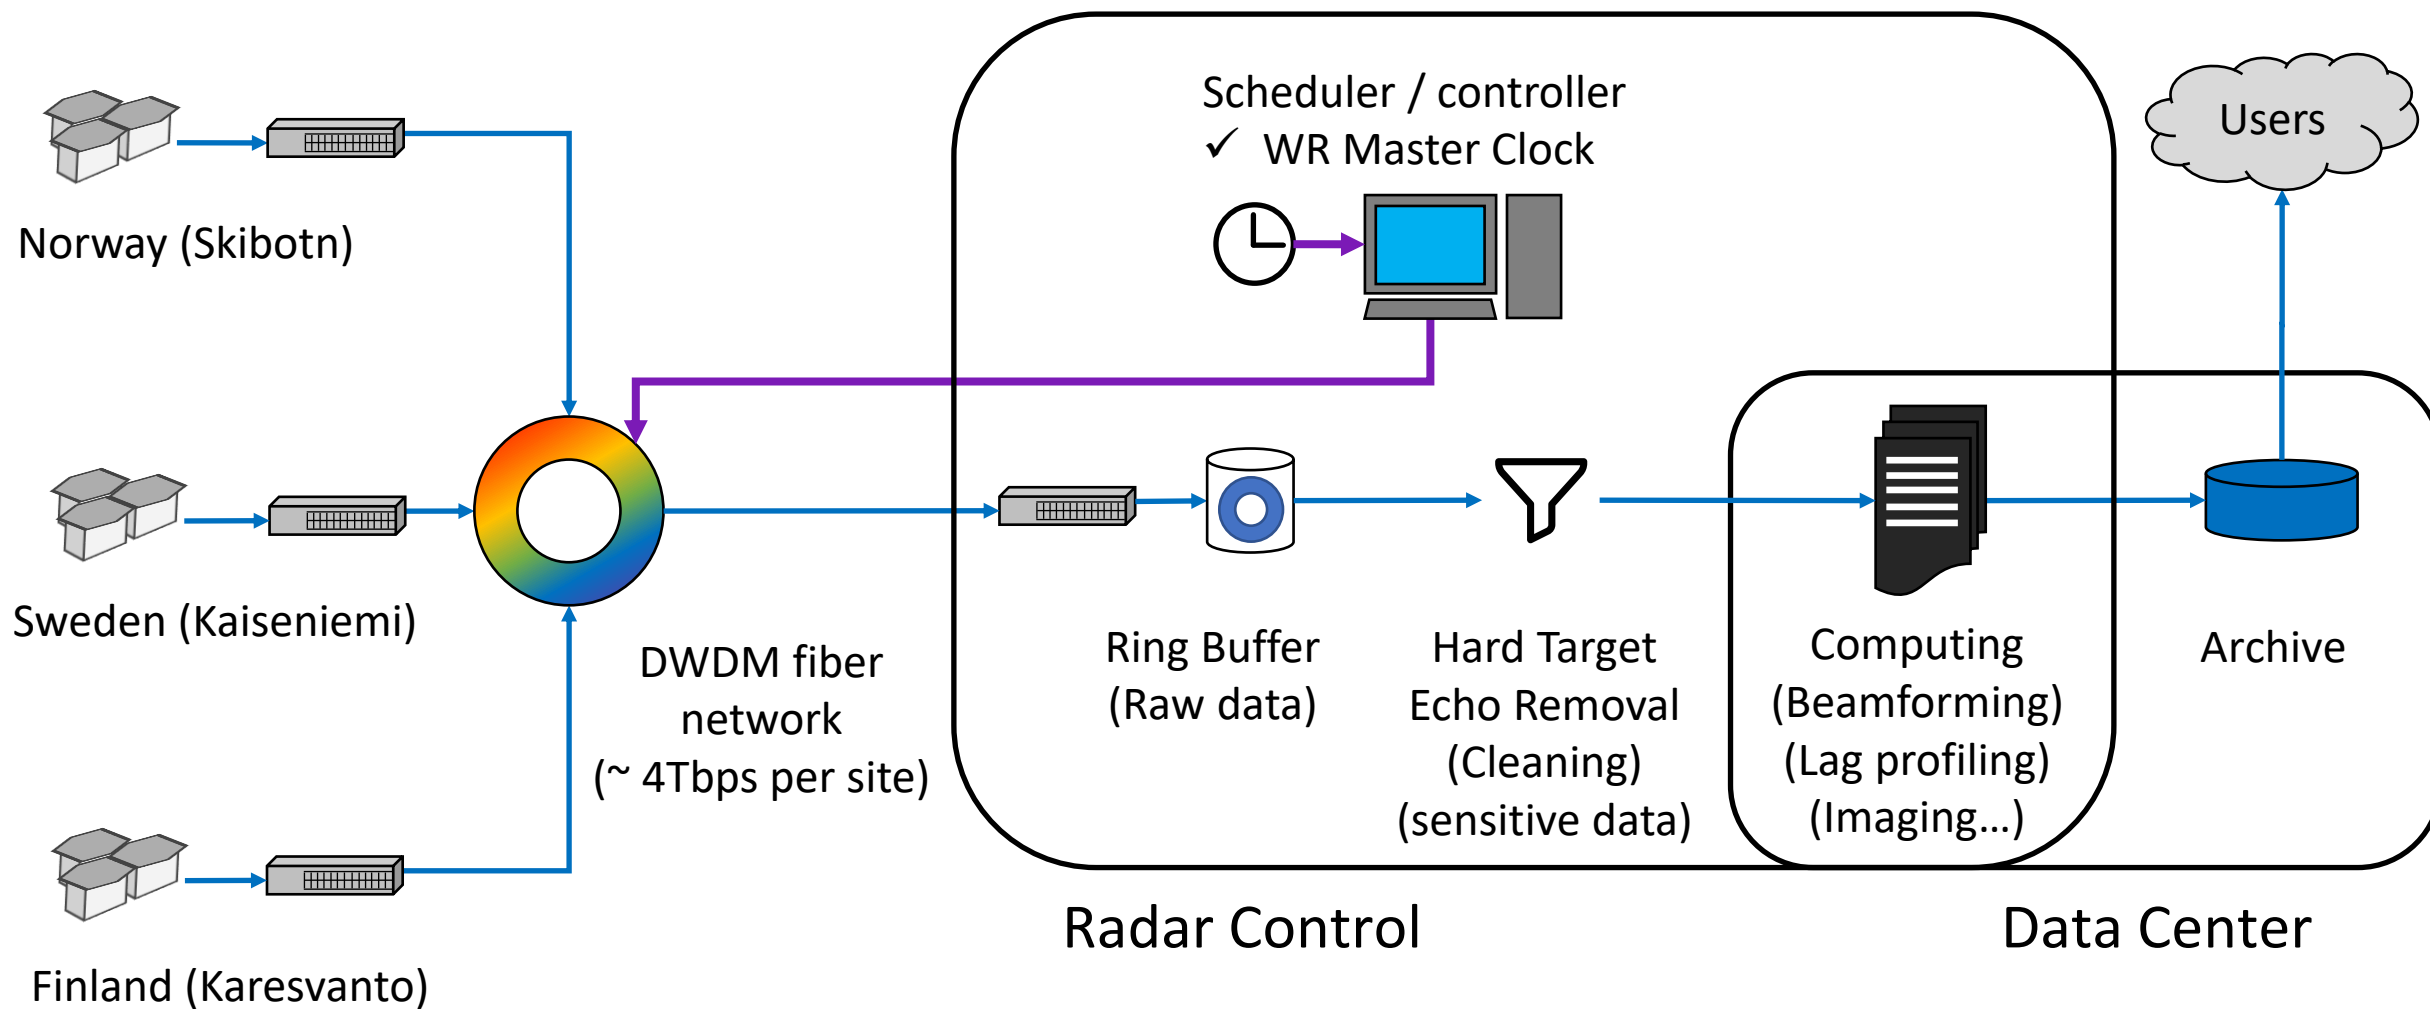 Scheduler / controller
✓ WR Master Clock
Users
Norway (Skibotn)
Sweden (Kaiseniemi)
DWDM fiber
network
(~ 4Tbps per site)
Ring Buffer
(Raw data)
Hard Target
Echo Removal
(Cleaning)
(sensitive data)
Computing
(Beamforming)
(Lag profiling)
(Imaging...)
Archive
Radar Control
Data Center
Finland (Karesvanto)